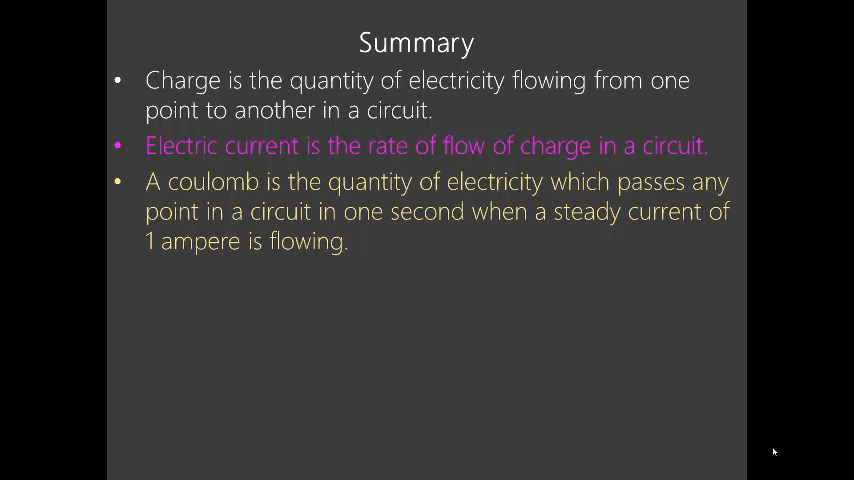 Summary
• Charge is the quantity of electricity flowing from one
point to another in a circuit.
• Electric current is the rate of flow of charge in a circuit.
• A coulomb is the quantity of electricity which passes any
point in a circuit in one second when a steady current of
1 ampere is flowing.